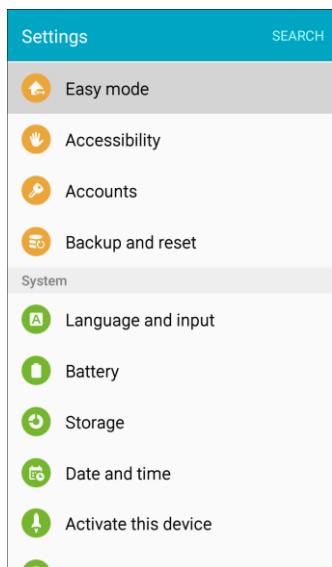 Settings
SEARCH
Easy mode
Accessibility
Accounts
Backup and reset
System
Language and input
Battery
Storage
Date and time
Activate this device